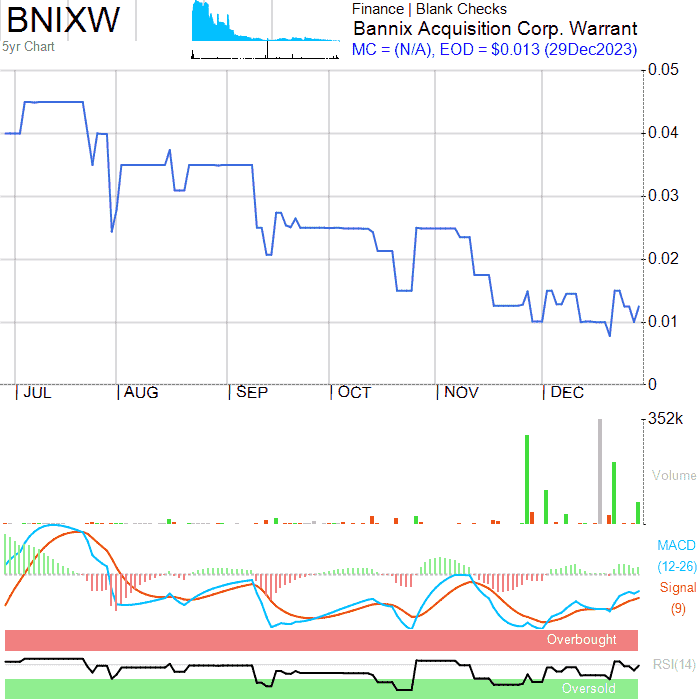 BNIXW
5yr Chart
Finance | Blank Checks
Bannix Acquisition Corp. Warrant
MC = (N/A), EOD = $0.013 (29Dec2023)
0.05
0.04
0.03
0.02
0.01
0
JUL AUG SEP OCT NOV DEC
352k
Volume
MACD
(12-26)
Signal
(9)
Overbought
RSI(14)
Oversold